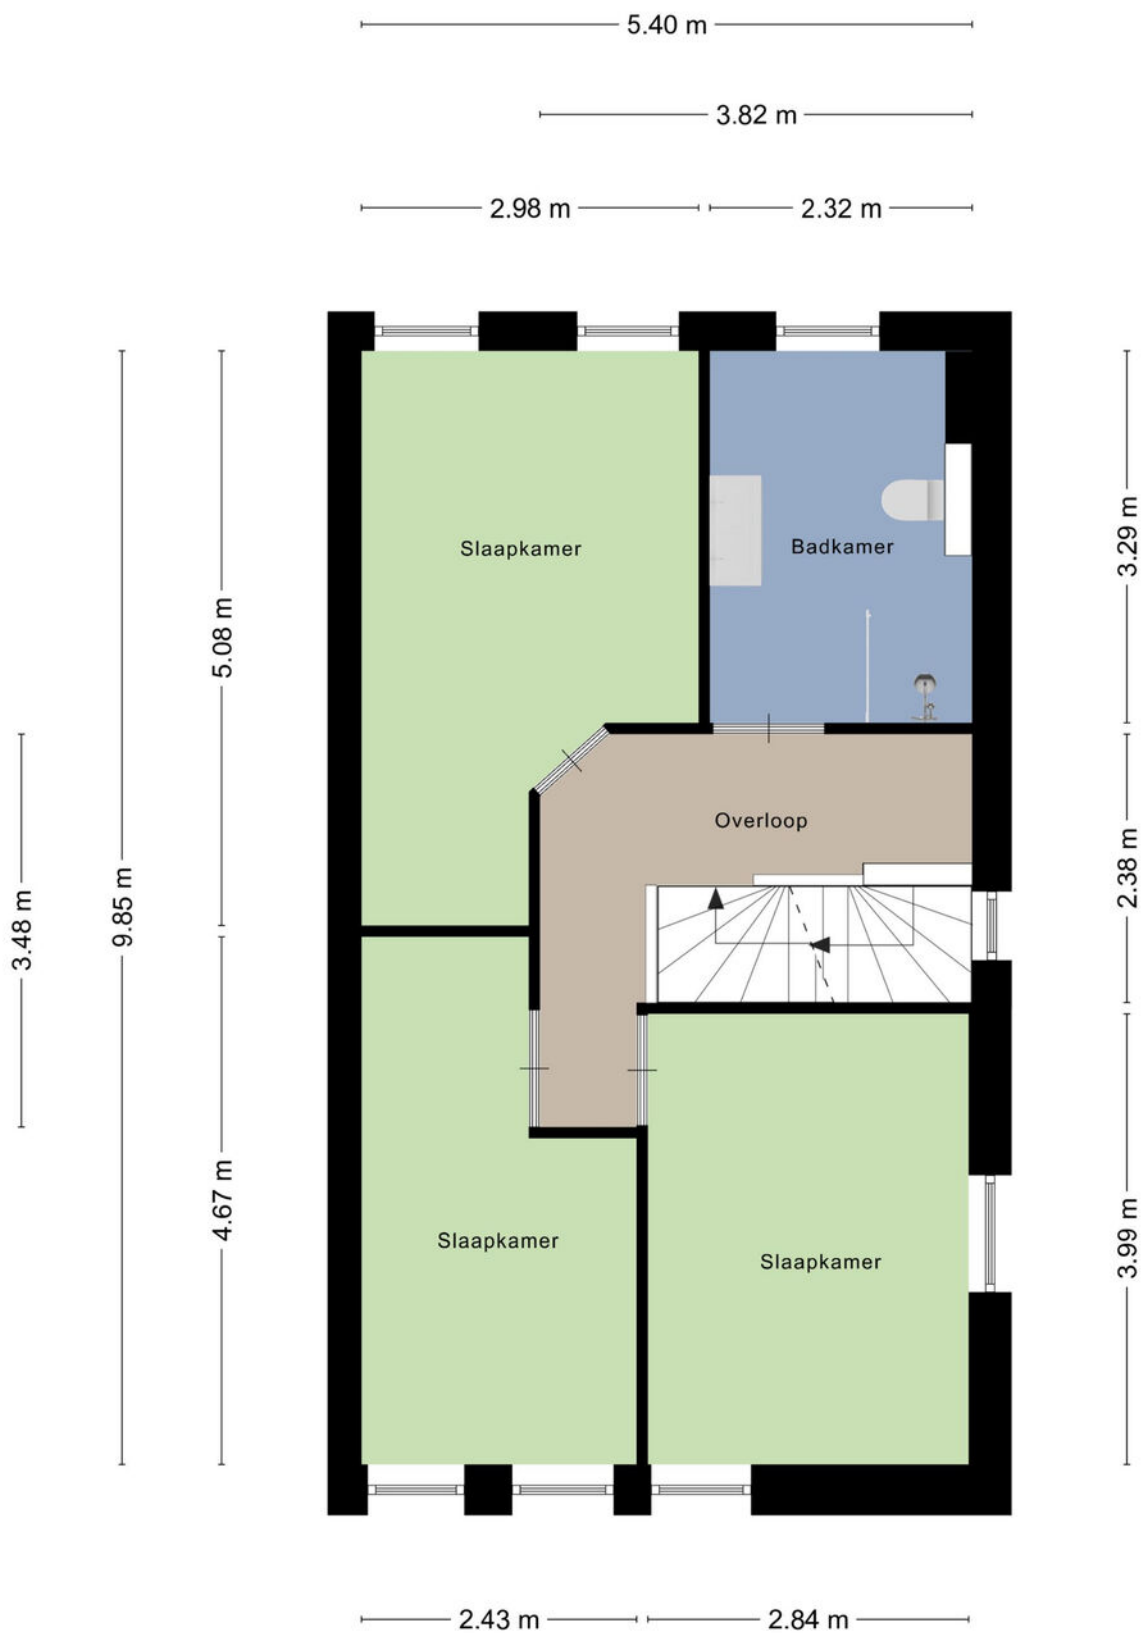 5.40 m
3.82 m
2.98 m
2.32 m
Slaapkamer
Badkamer
3.29 m
5.08 m
Overloop
2.38 m
9.85 m
3.48 m
4.67 m
Slaapkamer
Slaapkamer
3.99 m
2.43 m
2.84 m